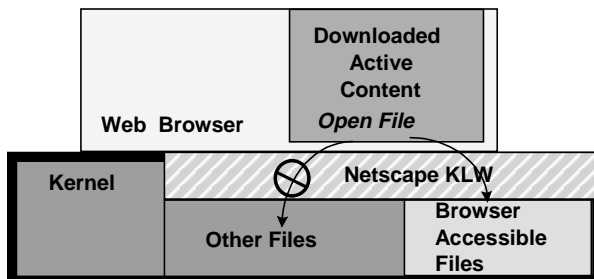 Downloaded
Active
Content
Open File
Web Browser
Kernel
Netscape KLW
Other Files
Browser
Accessible
Files